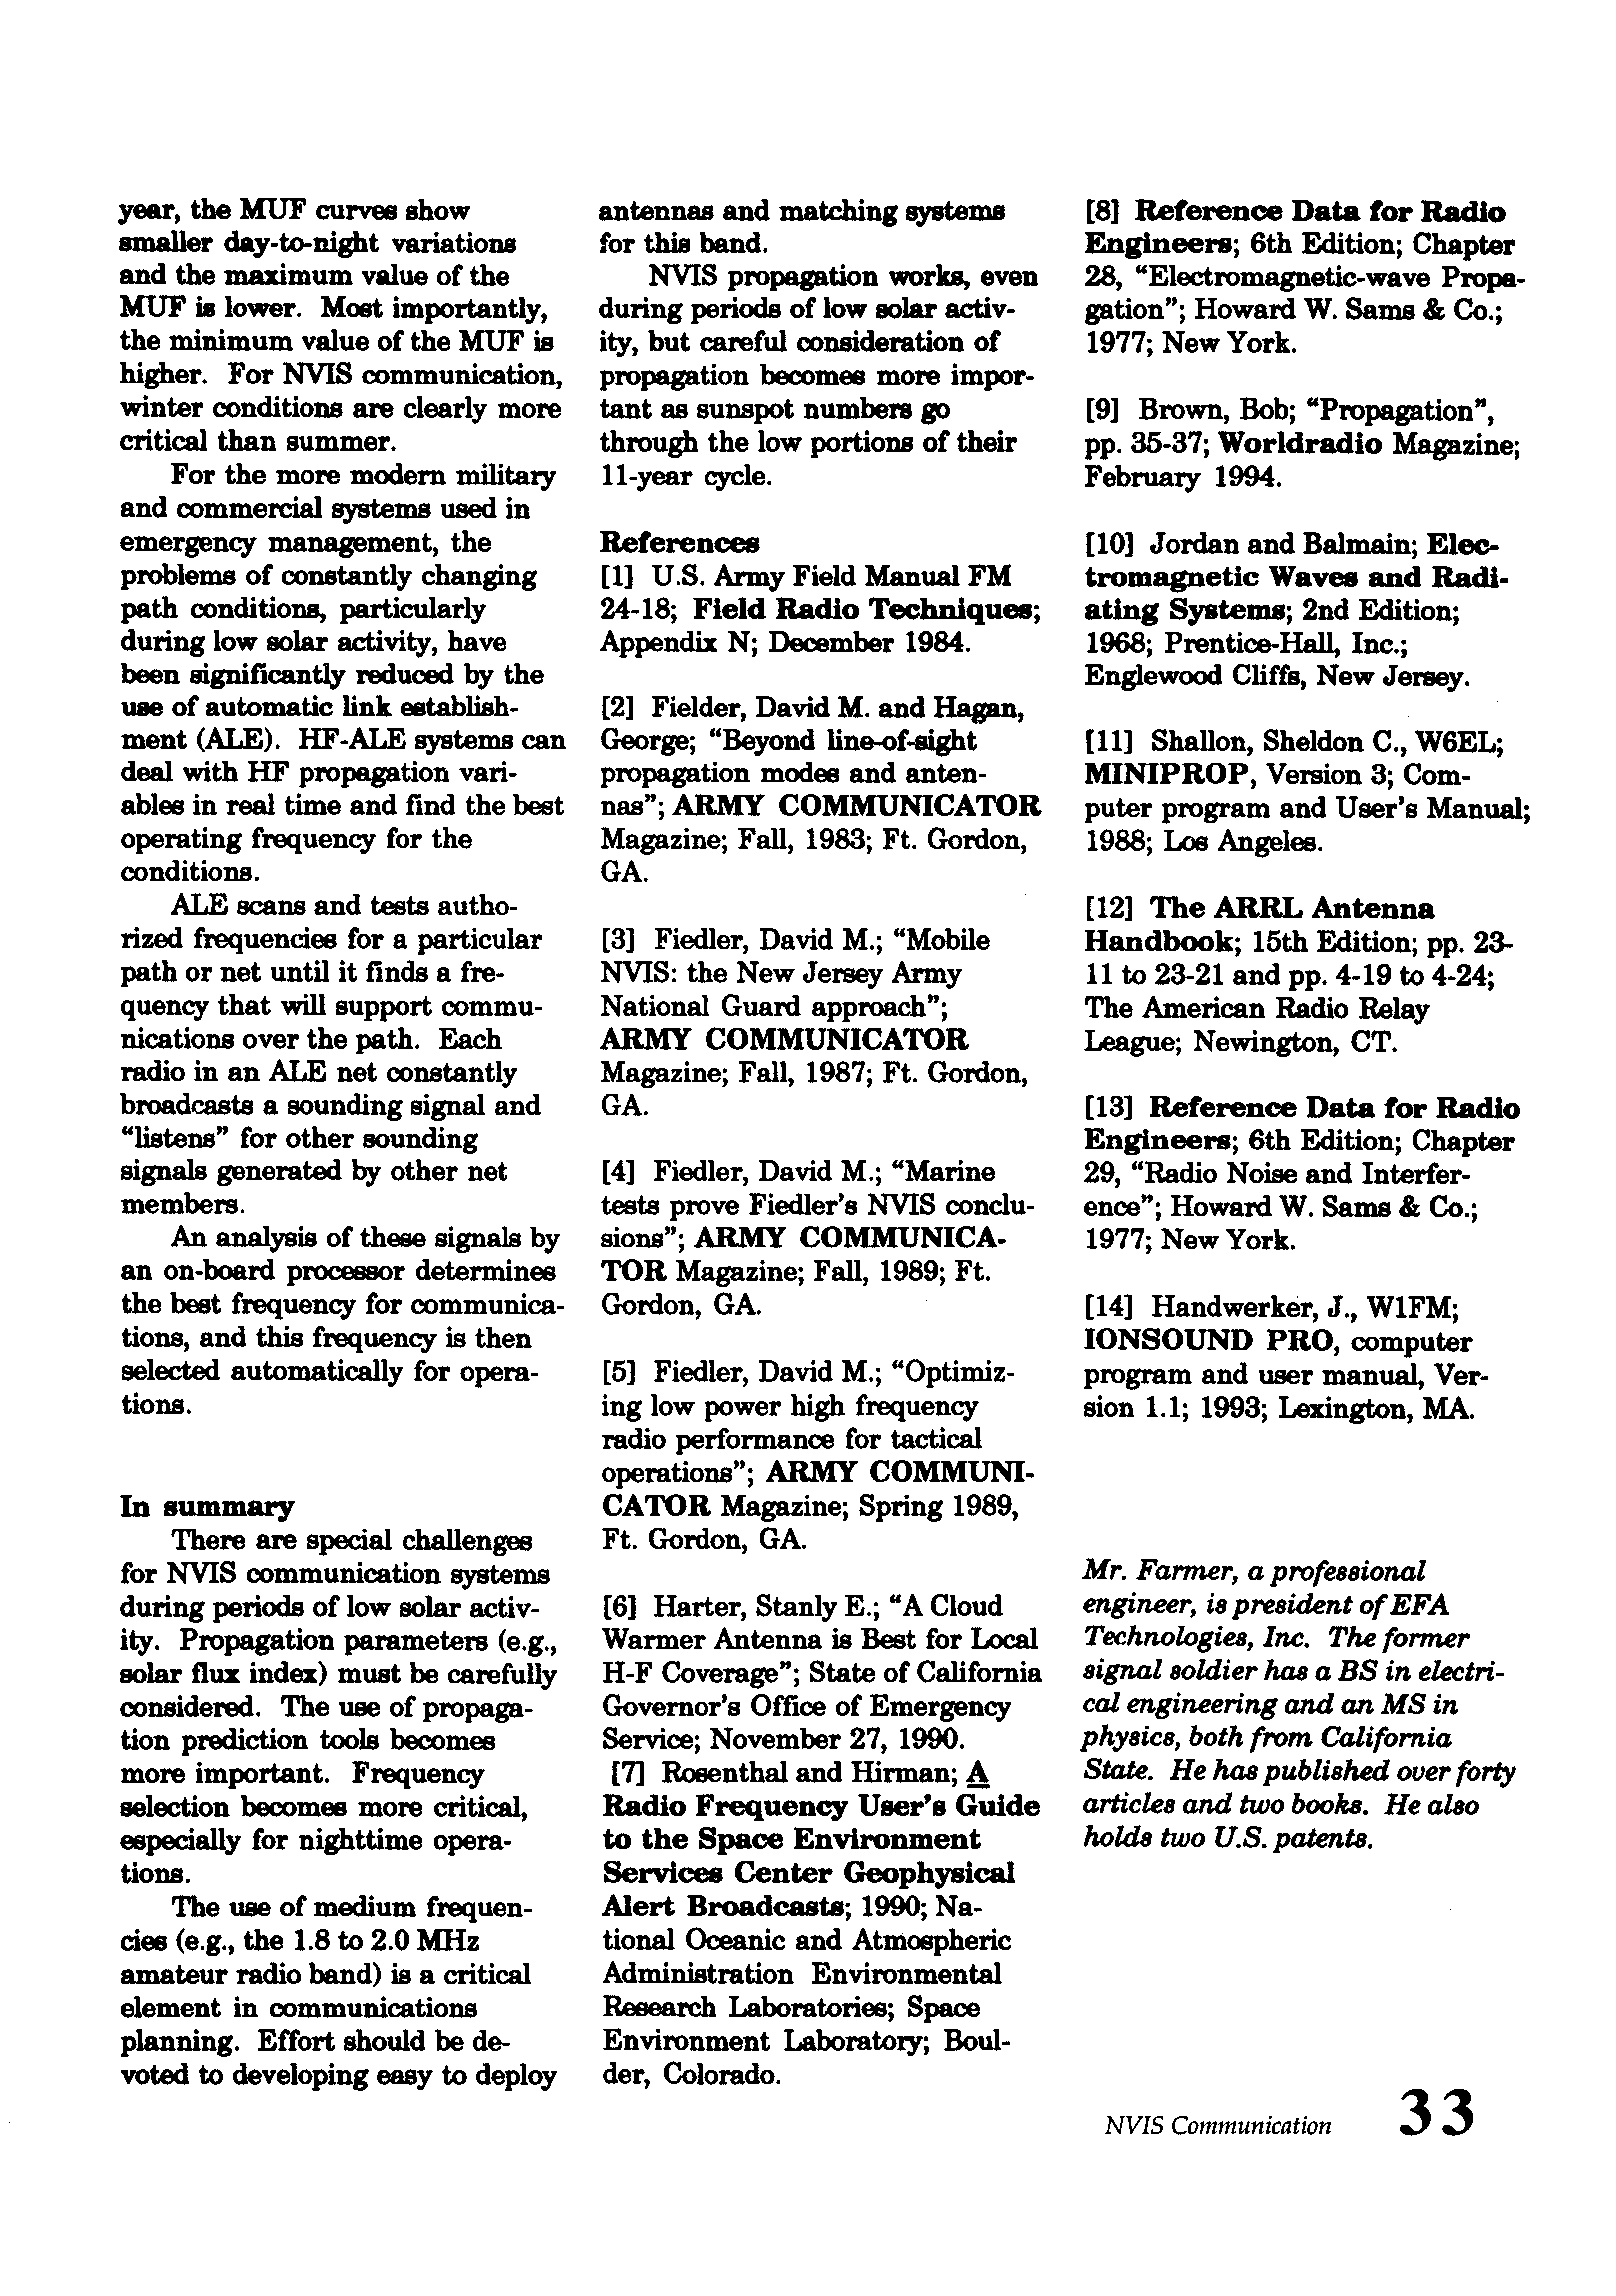 year, the MUF curves show
smaller day-to-night variations
and the maximum value of the
MUF is lower. Most importantly,
the minimum value of the MUF is
higher. For NVIS communication,
winter conditions are clearly more
critical than summer.
For the more modern military
and commercial systems used in
emergency management, the
problems of constantly changing
path conditions, particularly
during low solar activity, have
been significantly reduced by the
use of automatic link establish-
ment (ALE). HF-ALE systems can
deal with HF propagation vari-
ables in real time and find the best
operating frequency for the
conditions.
ALE scans and tests autho-
rized frequencies for a particular
path or net until it finds a fre-
quency that will support commu-
nications over the path. Each
radio in an ALE net constantly
broadcasts a sounding signal and
“listens” for other sounding
signals generated by other net
members.
An analysis of these signals by
an on-board processor determines
the best frequency for communica-
tions, and this frequency is then
selected automatically for opera-
tions.
In summary
There are special challenges
for NVIS communication systems
during periods of low solar activ-
ity. Propagation parameters (e.g.,
solar flux index) must be carefully
considered. The use of propaga-
tion prediction tools becomes
more important. Frequency
selection becomes more critical,
especially for nighttime opera-
tions.
The use of medium frequen-
cies (e.g., the 1.8 to 2.0 MHz
amateur radio band) is a critical
element in communications
planning. Effort should be de-
voted to developing easy to deploy
antennas and matching systems
for this band.
NVIS propagation works, even
during periods of low solar activ-
ity, but careful consideration of
propagation becomes more impor-
tant as sunspot numbers go
through the low portions of their
11-year cycle.
References
[1] U.S. Army Field Manual FM
24-18; Field Radio Techniques;
Appendix N; December 1984.
[2] Fielder, David M. and Hagan,
George; “Beyond line-of-sight
propagation modes and anten-
nas”; ARMY COMMUNICATOR
Magazine; Fall, 1983; Ft. Gordon,
GA.
[3] Fiedler, David M.; “Mobile
NVIS: the New Jersey Army
National Guard approach”;
ARMY COMMUNICATOR
Magazine; Fall, 1987; Ft. Gordon,
GA.
[4] Fiedler, David M.; “Marine
tests prove Fiedler's NVIS conclu-
sions”; ARMY COMMUNICA-
TOR Magazine; Fall, 1989; Ft.
Gordon, GA.
[5] Fiedler, David M.; “Optimiz-
ing low power high frequency
radio performance for tactical
operations”; ARMY COMMUNI-
CATOR Magazine; Spring 1989,
Ft. Gordon, GA.
[6] Harter, Stanly E.; “A Cloud
Warmer Antenna is Best for Local
H-F Coverage”; State of California
Governor's Office of Emergency
Service; November 27, 1990.
[7] Rosenthal and Hirman; A
Radio Frequency User's Guide
to the Space Environment
Services Center Geophysical
Alert Broadcasts; 1990; Na-
tional Oceanic and Atmospheric
Administration Environmental
Research Laboratories; Space
Environment Laboratory; Boul-
der, Colorado.
[8] Reference Data for Radio
Engineers; 6th Edition; Chapter
28, “Electromagnetic-wave Propa-
gation”; Howard W. Sams & Co.;
1977; New York.
[9] Brown, Bob; “Propagation”,
pp. 35-37; Worldradio Magazine;
February 1994.
[10] Jordan and Balmain; Elec-
tromagnetic Waves and Radi-
ating Systems; 2nd Edition;
1968; Prentice-Hall, Inc.;
Englewood Cliffs, New Jersey.
[11] Shallon, Sheldon C., W6EL;
MINIPROP, Version 3; Com-
puter program and User's Manual;
1988; Los Angeles.
[12] The ARRL Antenna
Handbook; 15th Edition; pp. 23-
11 to 23-21 and pp. 4-19 to 4-24;
The American Radio Relay
League; Newington, CT.
[13] Reference Data for Radio
Engineers; 6th Edition; Chapter
29, “Radio Noise and Interfer-
ence”; Howard W. Sams & Co.;
1977; New York.
[14] Handwerker, J., W1FM;
IONSOUND PRO, computer
program and user manual, Ver-
sion 1.1; 1993; Lexington, MA.
Mr. Farmer, a professional
engineer, is president of EFA
Technologies, Inc. The former
signal soldier has a BS in electri-
cal engineering and an MS in
physics, both from California
State. He has published over forty
articles and two books. He also
holds two U.S. patents.
NVIS Communication 33